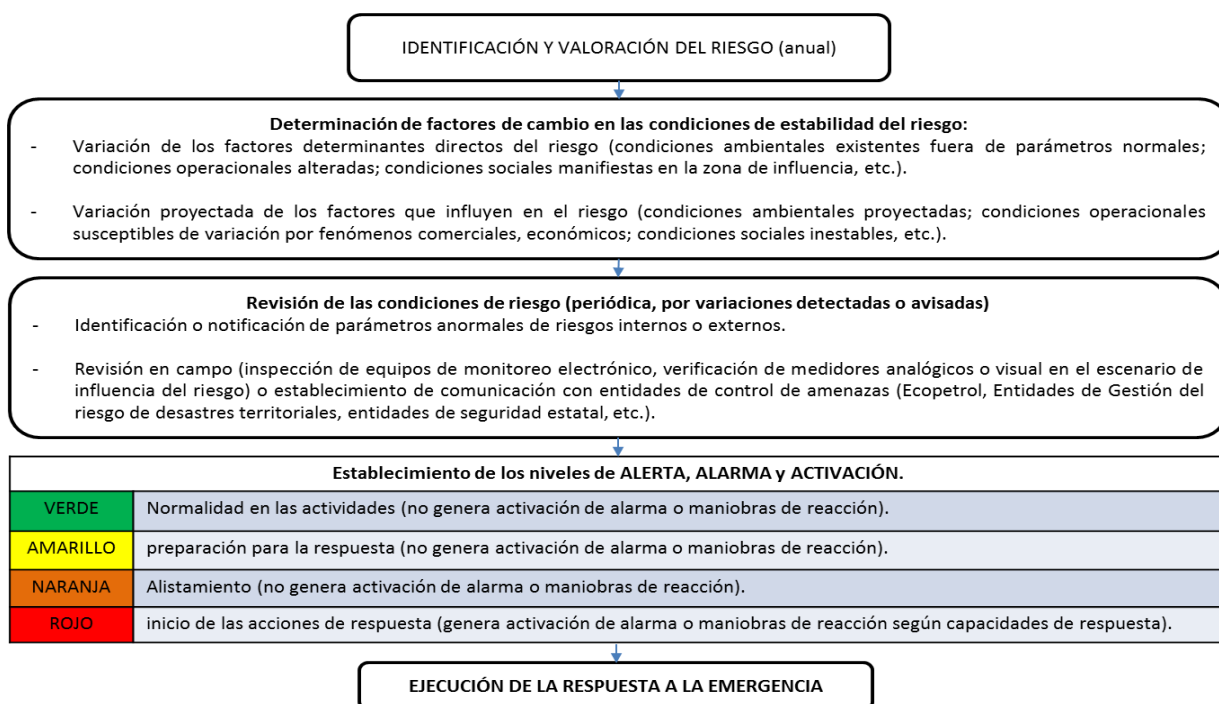 IDENTIFICACIÓN Y VALORACIÓN DEL RIESGO (anual)
Determinación de factores de cambio en las condiciones de estabilidad del riesgo:
- Variación de los factores determinantes directos del riesgo (condiciones ambientales existentes fuera de parámetros normales;
condiciones operacionales alteradas; condiciones sociales manifiestas en la zona de influencia, etc.).
- Variación proyectada de los factores que influyen en el riesgo (condiciones ambientales proyectadas; condiciones operacionales
susceptibles de variación por fenómenos comerciales, económicos; condiciones sociales inestables, etc.).
Revisión de las condiciones de riesgo (periódica, por variaciones detectadas o avisadas)
- Identificación o notificación de parámetros anormales de riesgos internos o externos.
- Revisión en campo (inspección de equipos de monitoreo electrónico, verificación de medidores analógicos o visual en el escenario de
influencia del riesgo) o establecimiento de comunicación con entidades de control de amenazas (Ecopetrol, Entidades de Gestión del
riesgo de desastres territoriales, entidades de seguridad estatal, etc.).
Establecimiento de los niveles de ALERTA, ALARMA y ACTIVACIÓN.
VERDE Normalidad en las actividades (no genera activación de alarma o maniobras de reacción).
AMARILLO preparación para la respuesta (no genera activación de alarma o maniobras de reacción).
NARANJA Alistamiento (no genera activación de alarma o maniobras de reacción).
ROJO inicio de las acciones de respuesta (genera activación de alarma o maniobras de reacción según capacidades de respuesta).
EJECUCIÓN DE LA RESPUESTA A LA EMERGENCIA